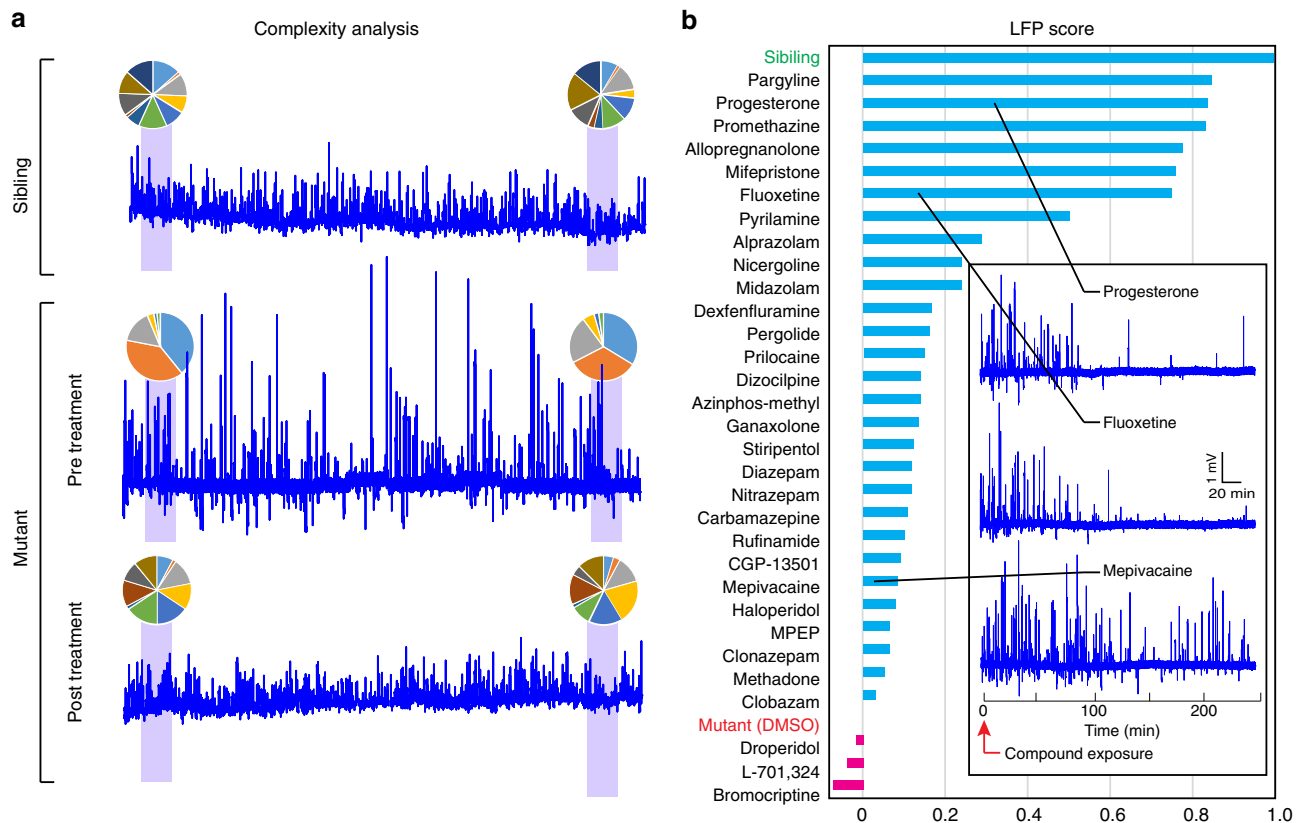 a
Complexity analysis
Sibling
Pre treatment
Mutant
Post treatment
b
LFP score
Sibiling
Pargyline
Progesterone
Promethazine
Allopregnanolone
Mifepristone
Fluoxetine
Pyrilamine
Alprazolam
Nicergoline
Midazolam
Dexfenfluramine
Pergolide
Prilocaine
Dizocilpine
Azinphos-methyl
Ganaxolone
Stiripentol
Diazepam
Nitrazepam
Carbamazepine
Rufinamide
CGP-13501
Mepivacaine
Haloperidol
MPEP
Clonazepam
Methadone
Clobazam
Mutant (DMSO)
Droperidol
L-701,324
Bromocriptine
0 0.2 0.4 0.6 0.8 1.0
Progesterone
Fluoxetine
1 mV
20 min
Mepivacaine
0 100 200
Time (min)
Compound exposure